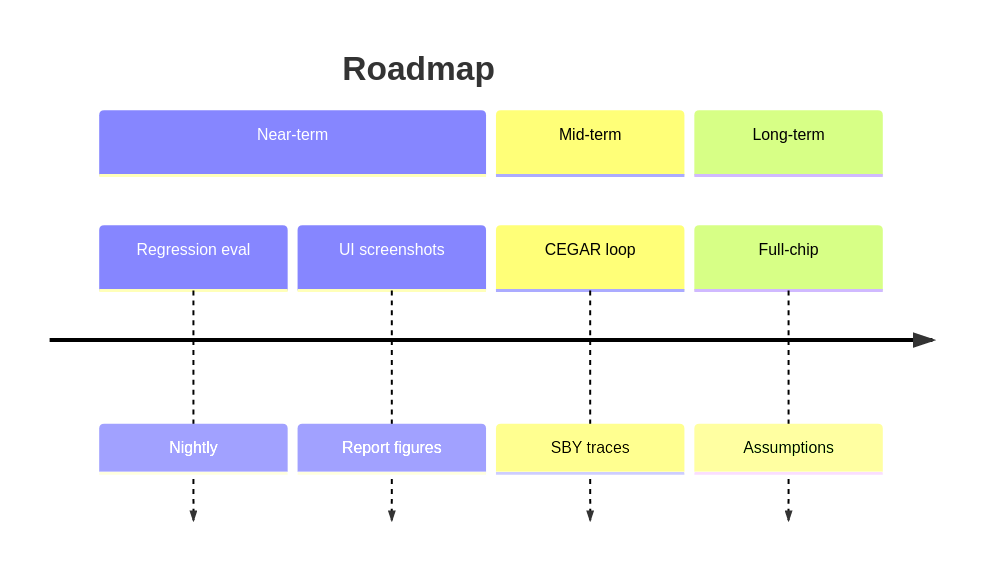 Roadmap
Near-term
Mid-term
Long-term
Regression eval
UI screenshots
CEGAR loop
Full-chip
Nightly
Report figures
SBY traces
Assumptions